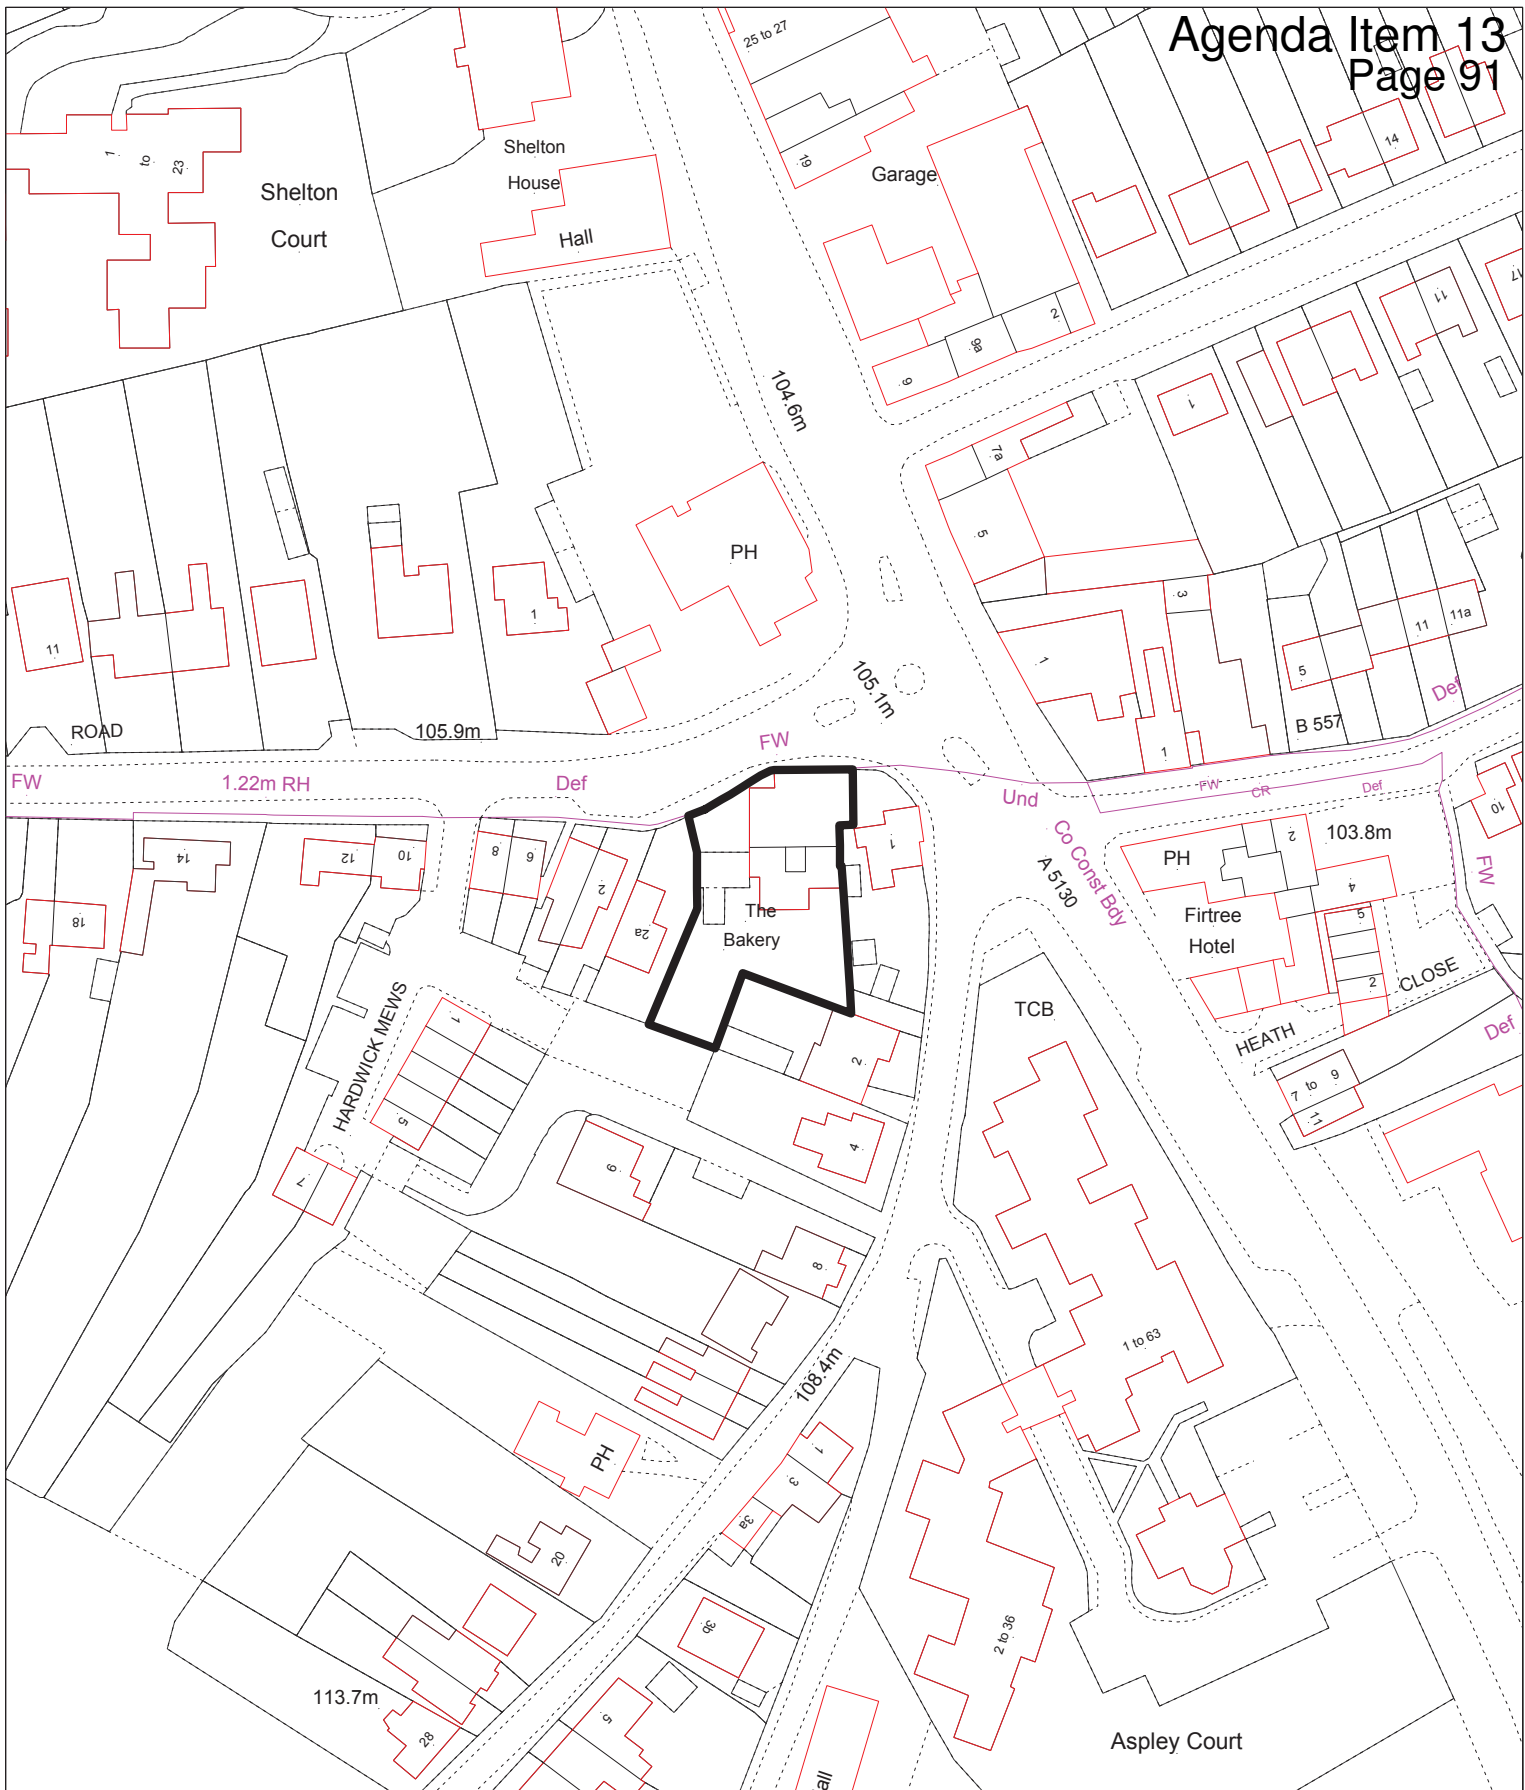 Agenda Item 13
Page 91
25 to 27
19
Garage
14
1 to 23
Shelton
Court
Shelton
House
Hall
9
9a
2
11
17
104.6m
7a
5
1
PH
3
1
1
5
11
11a
11
1
ROAD
105.9m
105.1m
B 557
Def
FW
FW
1.22m RH
Def
Und
FW
CR
Def
Co Const Bdy
A 5130
103.8m
10
FW
14
12
10
8
6
2
2a
The
Bakery
1
PH
2
4
Firtree
Hotel
5
2
CLOSE
HEATH
Def
18
HARDWICK MEWS
1
5
7
TCB
2
4
7 to 9
11
6
8
1 to 63
108.4m
PH
1
3
3a
20
3b
2 to 36
113.7m
28
5
all
Aspley Court